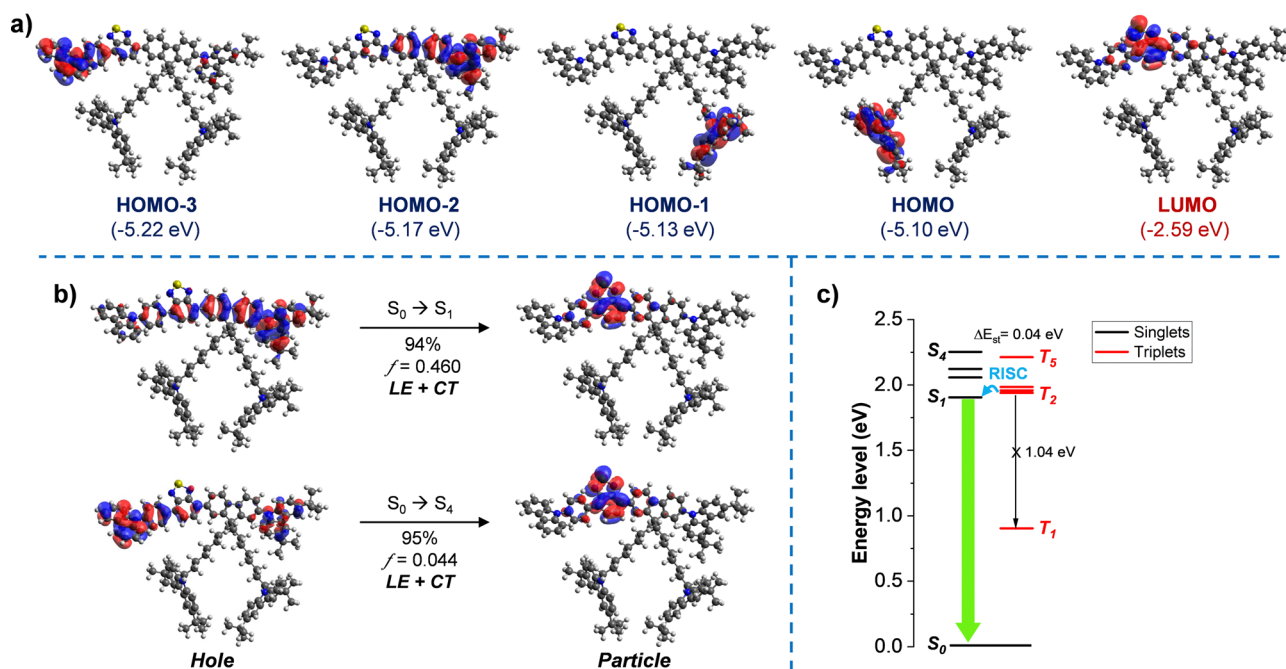 a)
HOMO-3
(-5.22 eV)
HOMO-2
(-5.17 eV)
HOMO-1
(-5.13 eV)
HOMO
(-5.10 eV)
LUMO
(-2.59 eV)
b)
S₀ → S₁
94%
f = 0.460
LE + CT
S₀ → S₄
95%
f = 0.044
LE + CT
Hole
Particle
c)
Energy level (eV)
2.5
2.0
1.5
1.0
0.5
0.0
ΔEst= 0.04 eV
Singlets
Triplets
S₄
T₅
RISC
S₁
T₂
X 1.04 eV
T₁
S₀